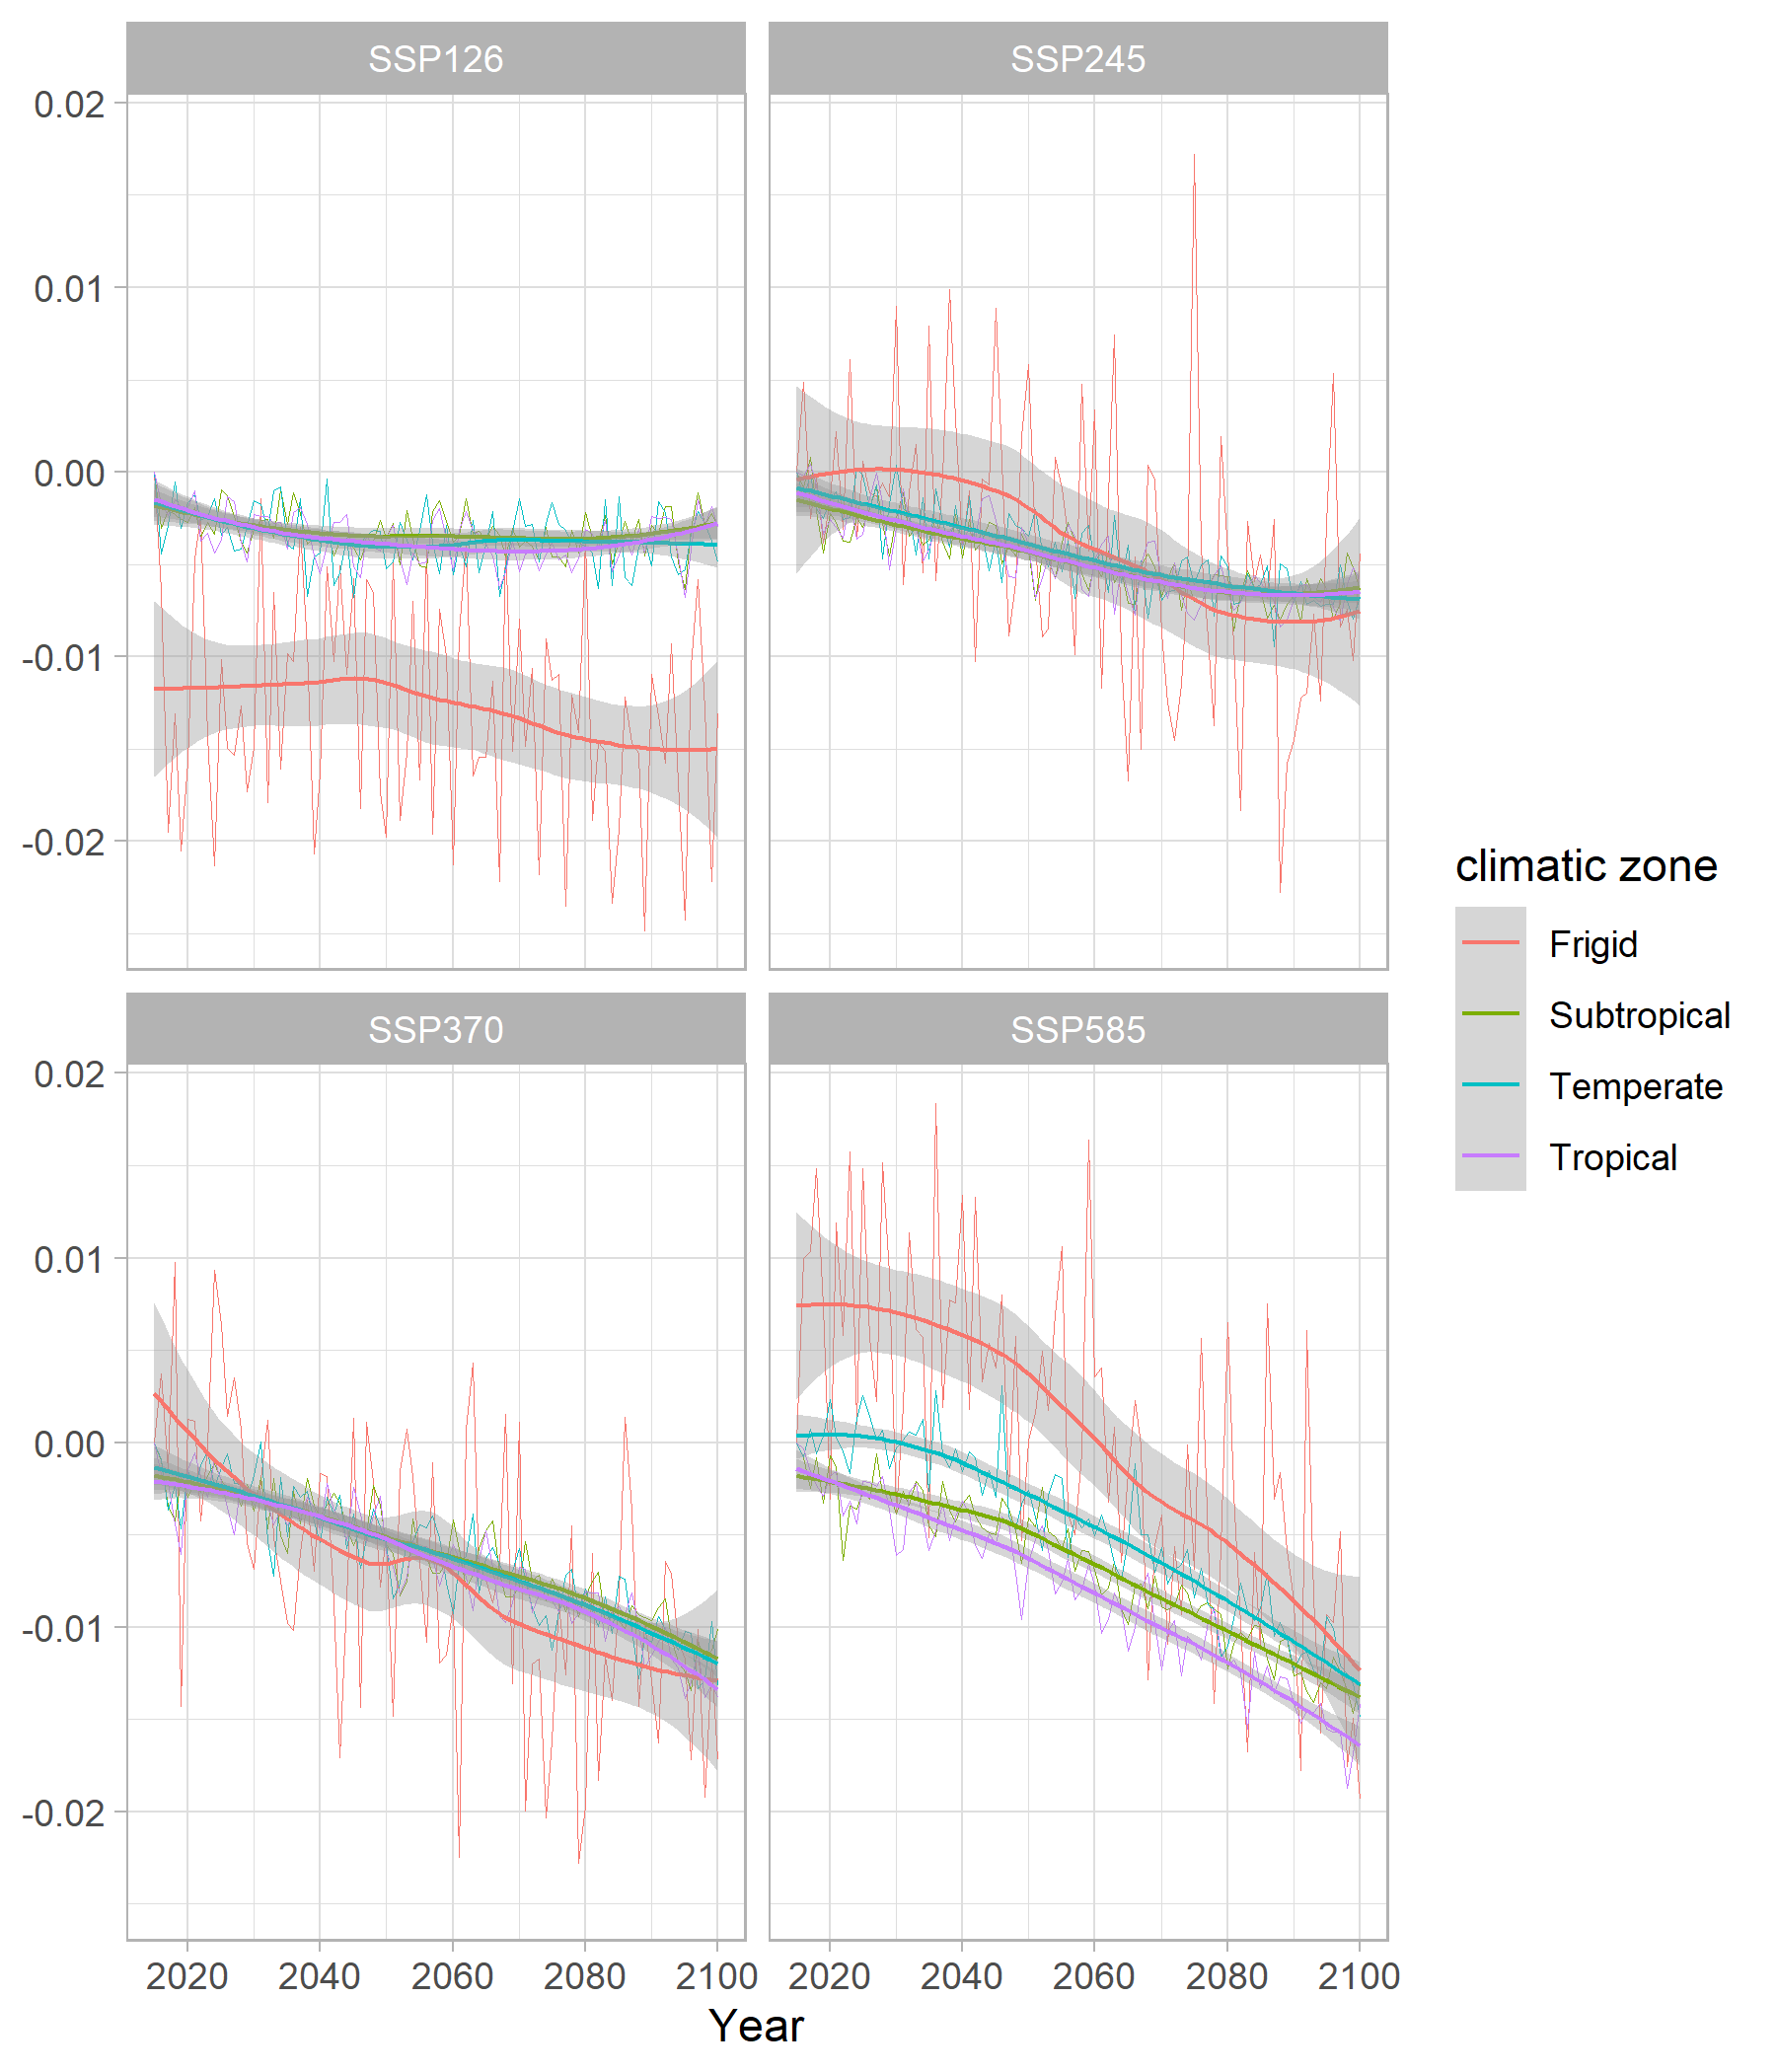 SSP126
SSP245
0.02
0.01
0.00
-0.01
-0.02
SSP370
SSP585
0.02
0.01
0.00
-0.01
-0.02
2020 2040 2060 2080 2100
2020 2040 2060 2080 2100
Year
climatic zone
Frigid
Subtropical
Temperate
Tropical